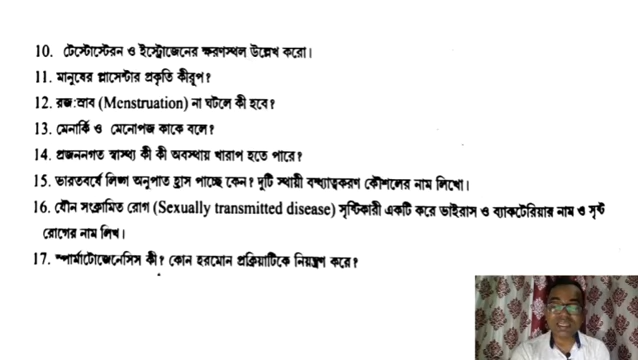 10. টেস্টোস্টেরন ও ইস্ট্রোজেনের ক্ষরণস্থল উল্লেখ করো।
11. মানুষের প্লাসেন্টার প্রকৃতি কীরূপ?
12. রজ:স্রাব (Menstruation) না ঘটলে কী হবে?
13. মেনার্কি ও মেনোপজ কাকে বলে?
14. প্রজননগত স্বাস্থ্য কী কী অবস্থায় খারাপ হতে পারে?
15. ভারতবর্ষে লিঙ্গ অনুপাত হ্রাস পাচ্ছে কেন? দুটি স্থায়ী বন্ধ্যাত্বকরণ কৌশলের নাম লিখো।
16. যৌন সংক্রামিত রোগ (Sexually transmitted disease) সৃষ্টিকারী একটি করে ভাইরাস ও ব্যাকটেরিয়ার নাম ও সৃষ্ট
রোগের নাম লিখ।
17. স্পার্মাটোজেনেসিস কী? কোন হরমোন প্রক্রিয়াটিকে নিয়ন্ত্রণ করে?